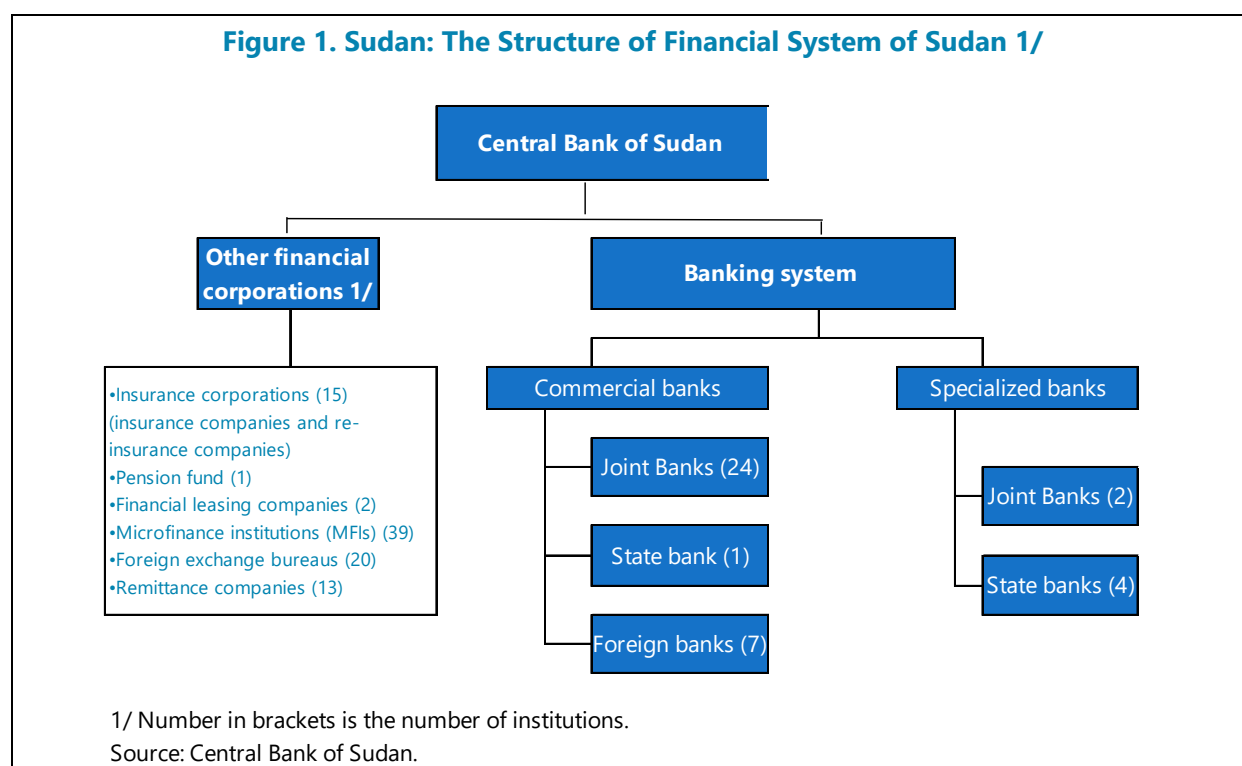 Figure 1. Sudan: The Structure of Financial System of Sudan 1/
Central Bank of Sudan
Other financial
corporations 1/
Banking system
•Insurance corporations (15)
(insurance companies and re-
insurance companies)
•Pension fund (1)
•Financial leasing companies (2)
•Microfinance institutions (MFIs) (39)
•Foreign exchange bureaus (20)
•Remittance companies (13)
Commercial banks
Joint Banks (24)
State bank (1)
Foreign banks (7)
Specialized banks
Joint Banks (2)
State banks (4)
1/ Number in brackets is the number of institutions.
Source: Central Bank of Sudan.